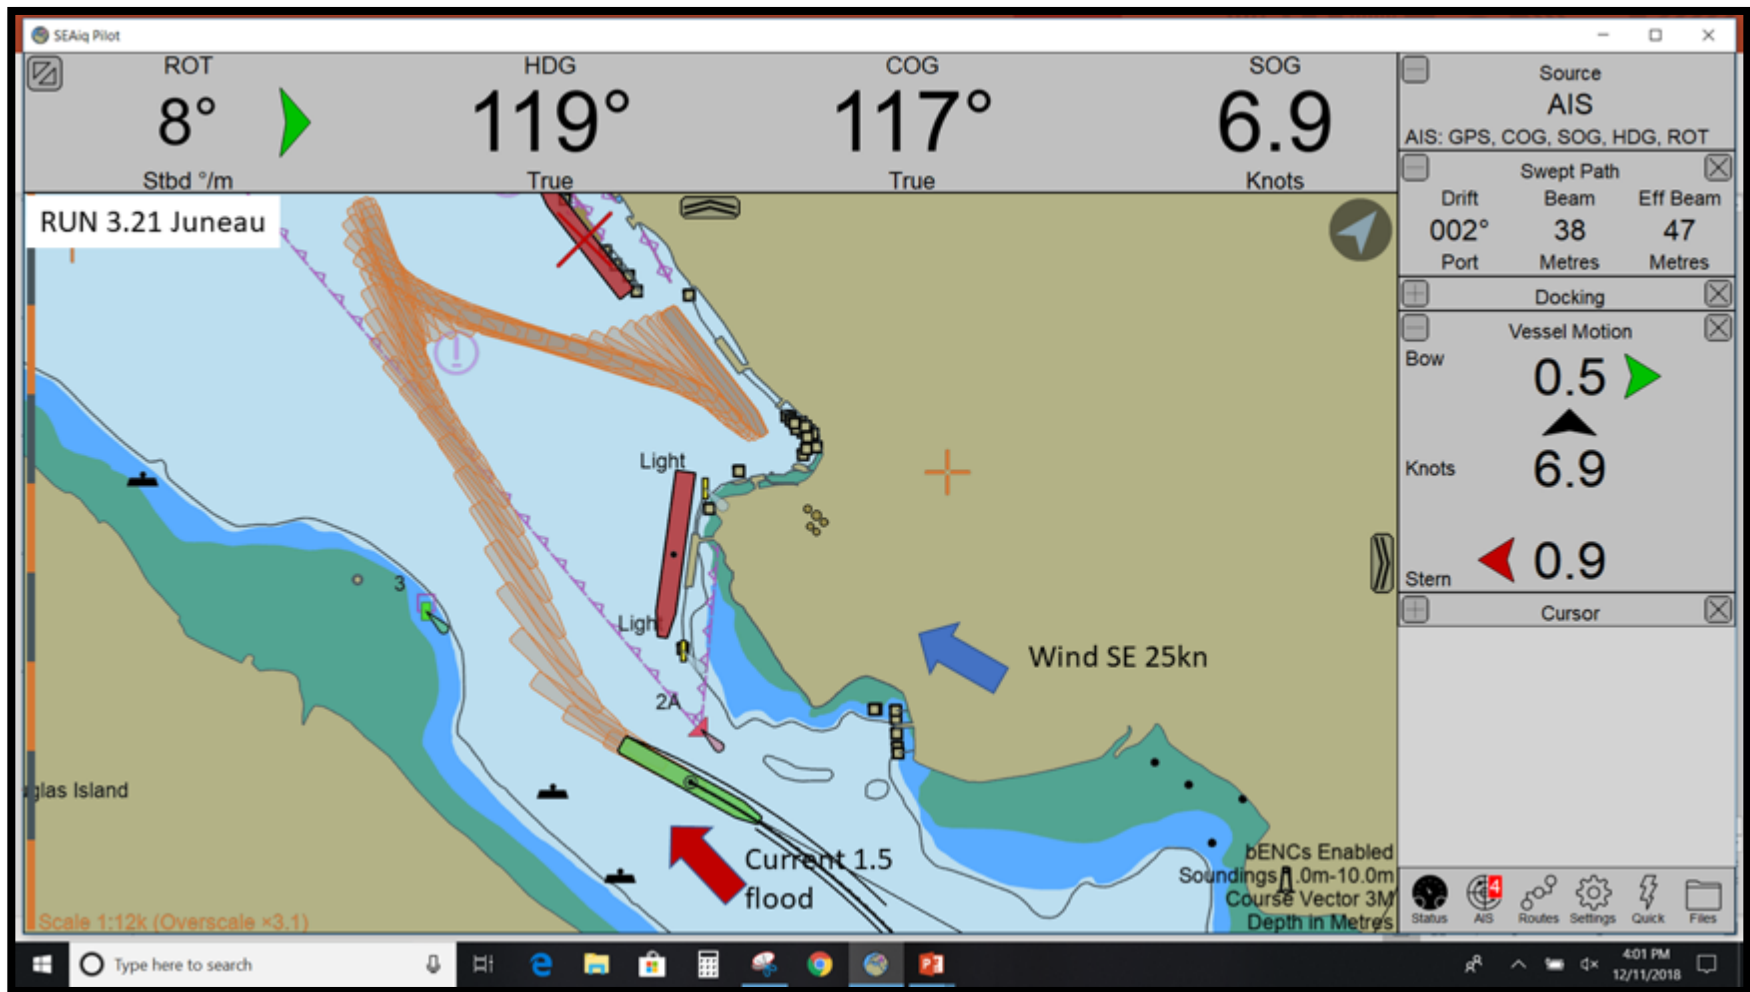 SEAiq Pilot
ROT
HDG
COG
SOG
8°
119°
117°
6.9
Stbd °/m
True
True
Knots
Source
AIS
AIS: GPS, COG, SOG, HDG, ROT
Swept Path
Drift
Beam
Eff Beam
002°
38
47
Port
Metres
Metres
Docking
Vessel Motion
Bow
0.5
Knots
6.9
Stern
0.9
Cursor
RUN 3.21 Juneau
Light
3
Light
2A
Wind SE 25kn
glas Island
Current 1.5
flood
bENCs Enabled
Soundings 1.0m-10.0m
Course Vector 3M
Depth in Metres
Scale 1:12k (Overscale ×3.1)
4
Status
AIS
Routes
Settings
Quick
Files
Type here to search
4:01 PM
12/11/2018